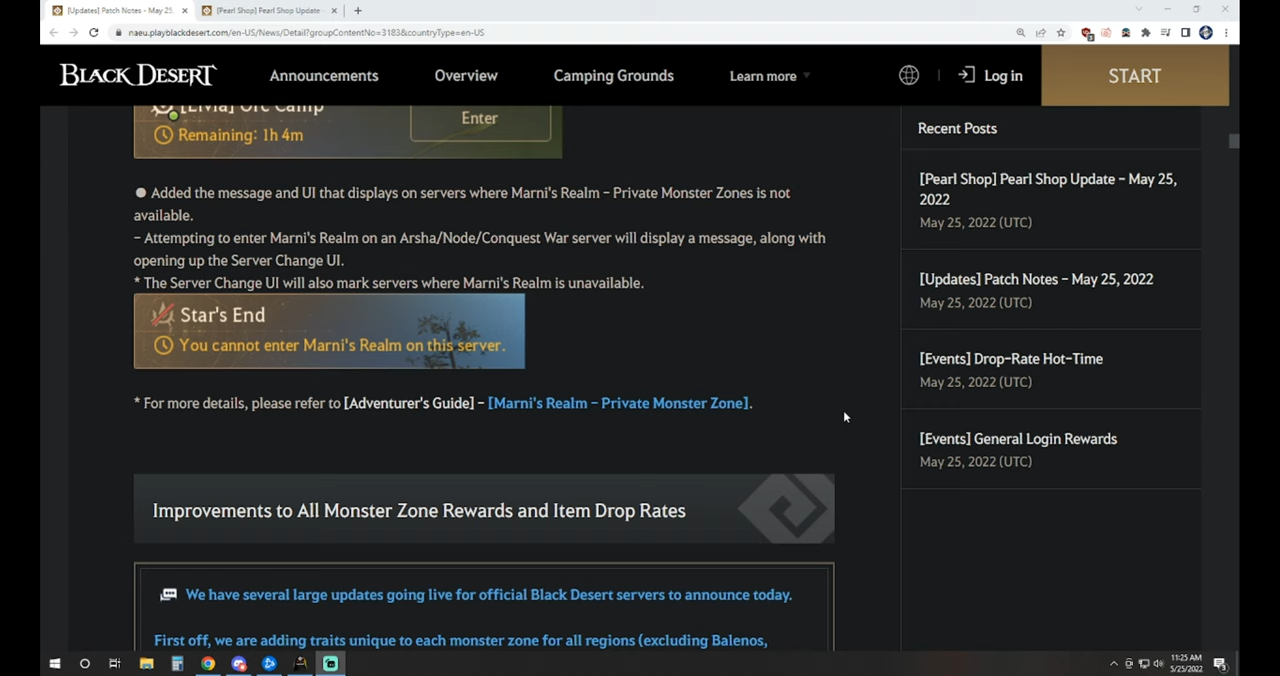 [Updates] Patch Notes - May 25,
[Pearl Shop] Pearl Shop Update -
naeu.playblackdesert.com/en-US/News/Detail?groupContentNo=3183&countryType=en-US
BLACK DESERT
Announcements
Overview
Camping Grounds
Learn more
Log in
START
[Elvia] Orc Camp
Remaining: 1h 4m
Enter
● Added the message and UI that displays on servers where Marni's Realm – Private Monster Zones is not
available.
– Attempting to enter Marni's Realm on an Arsha/Node/Conquest War server will display a message, along with
opening up the Server Change UI.
* The Server Change UI will also mark servers where Marni's Realm is unavailable.
Star's End
You cannot enter Marni's Realm on this server.
* For more details, please refer to [Adventurer's Guide] – [Marni's Realm – Private Monster Zone].
Improvements to All Monster Zone Rewards and Item Drop Rates
We have several large updates going live for official Black Desert servers to announce today.
First off, we are adding traits unique to each monster zone for all regions (excluding Balenos,
Recent Posts
[Pearl Shop] Pearl Shop Update – May 25,
2022
May 25, 2022 (UTC)
[Updates] Patch Notes – May 25, 2022
May 25, 2022 (UTC)
[Events] Drop-Rate Hot-Time
May 25, 2022 (UTC)
[Events] General Login Rewards
May 25, 2022 (UTC)
11:25 AM
5/25/2022